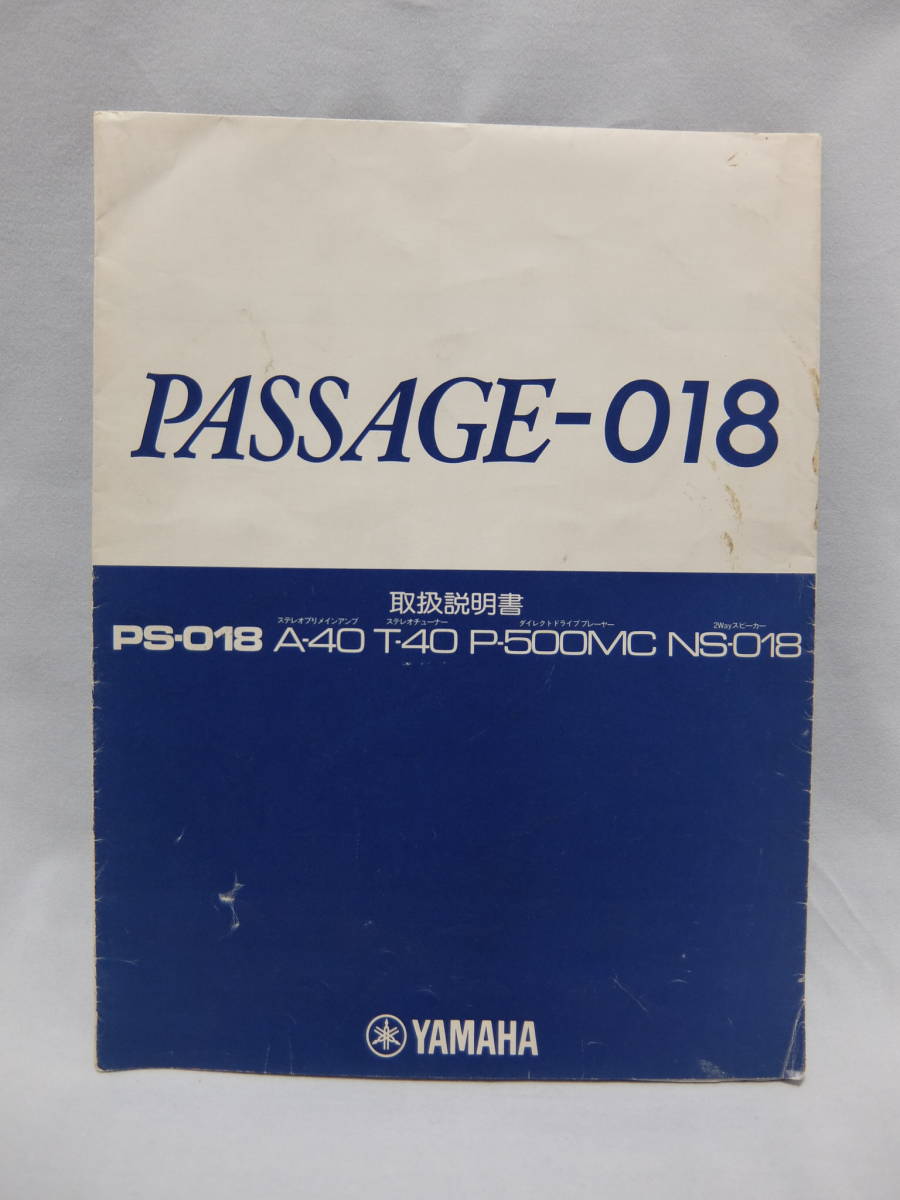 PASSAGE-018
取扱説明書
ステレオプリメインアンプ ステレオチューナー ダイレクトドライブプレーヤー 2Wayスピーカー
PS-018 A-40 T-40 P-500MC NS-018
YAMAHA